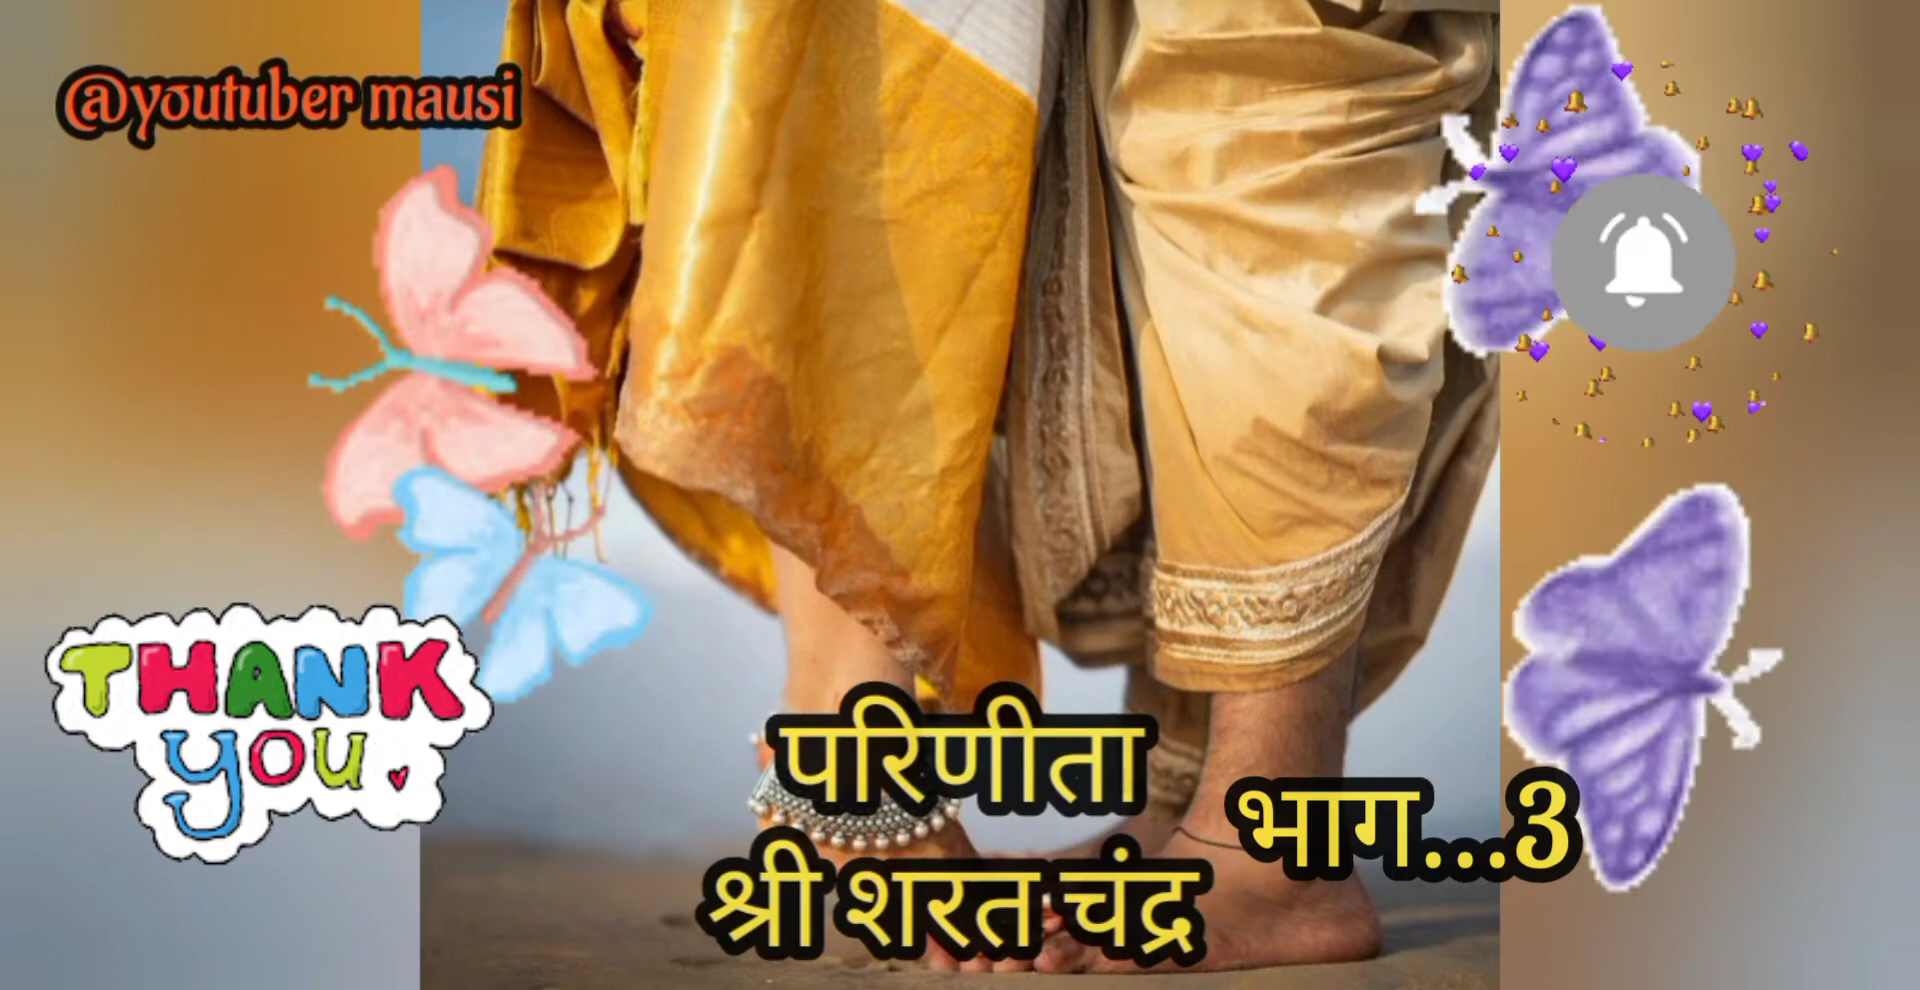 @youtuber mausi
THANK
you
परिणीता
भाग...3
श्री शरत चंद्र